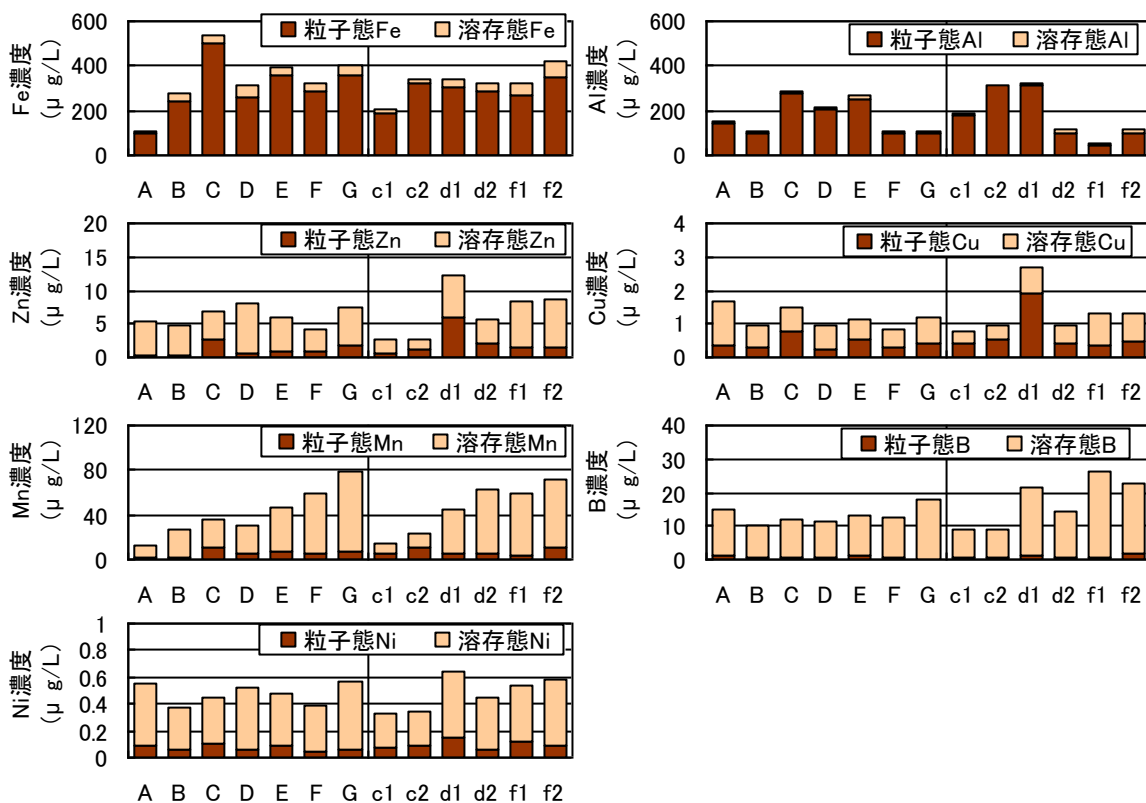 粒子態Fe 溶存態Fe
Fe濃度
(μ g/L)
600
400
200
0
A B C D E F G c1 c2 d1 d2 f1 f2
粒子態Al 溶存態Al
Al濃度
(μ g/L)
600
400
200
0
A B C D E F G c1 c2 d1 d2 f1 f2
粒子態Zn 溶存態Zn
Zn濃度
(μ g/L)
20
15
10
5
0
A B C D E F G c1 c2 d1 d2 f1 f2
粒子態Cu 溶存態Cu
Cu濃度
(μ g/L)
4
3
2
1
0
A B C D E F G c1 c2 d1 d2 f1 f2
粒子態Mn 溶存態Mn
Mn濃度
(μ g/L)
120
80
40
0
A B C D E F G c1 c2 d1 d2 f1 f2
粒子態B 溶存態B
B濃度
(μ g/L)
40
30
20
10
0
A B C D E F G c1 c2 d1 d2 f1 f2
粒子態Ni 溶存態Ni
Ni濃度
(μ g/L)
1
0.8
0.6
0.4
0.2
0
A B C D E F G c1 c2 d1 d2 f1 f2